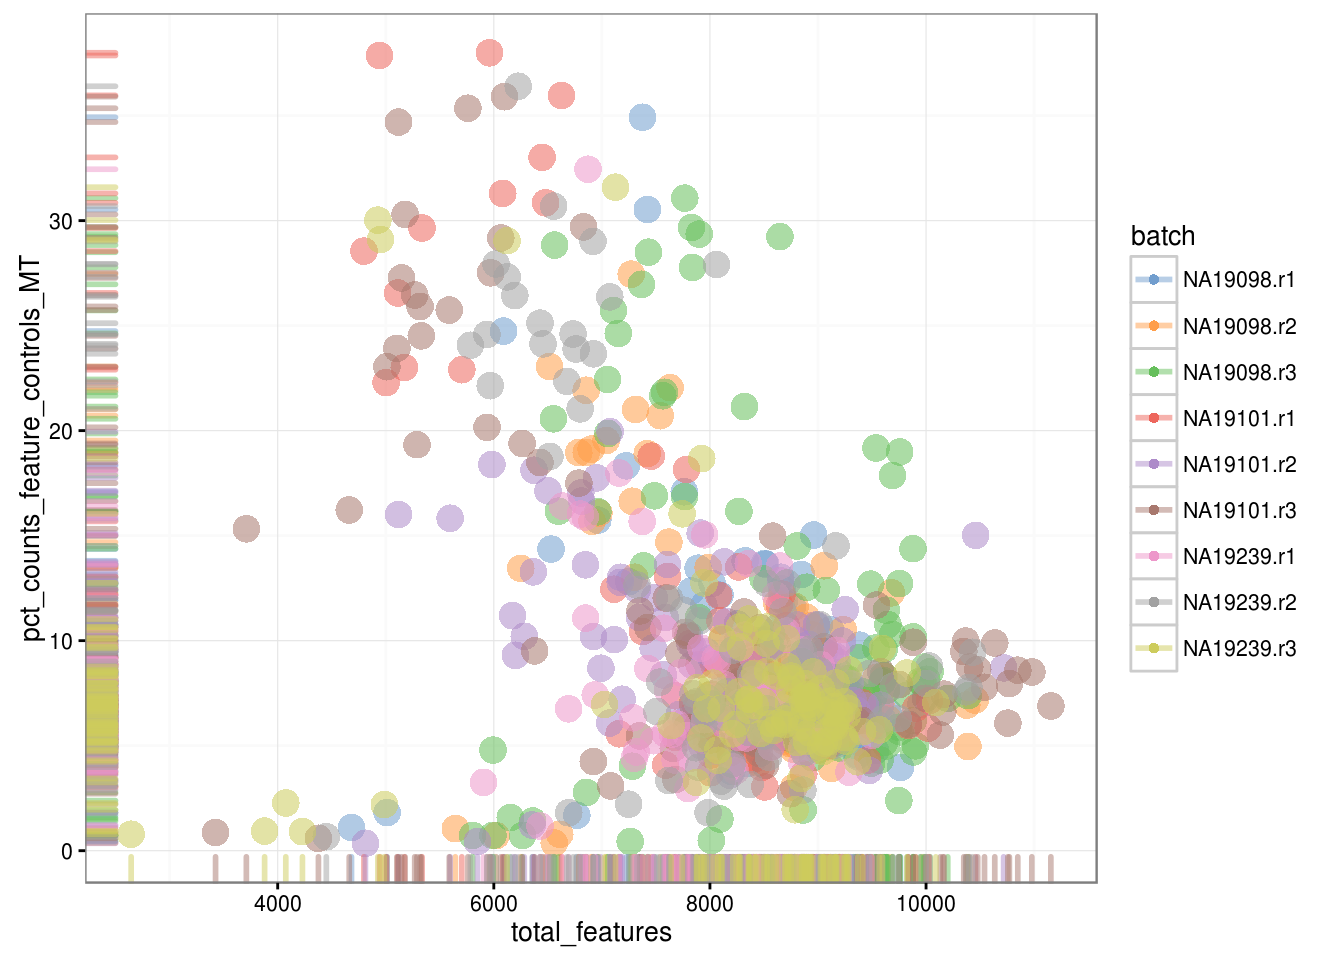 pct_counts_feature_controls_MT
30
20
10
0
4000
6000
8000
10000
total_features
batch
NA19098.r1
NA19098.r2
NA19098.r3
NA19101.r1
NA19101.r2
NA19101.r3
NA19239.r1
NA19239.r2
NA19239.r3